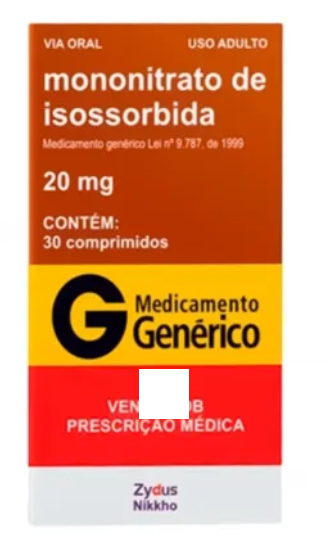 VIA ORAL USO ADULTO
mononitrato de
isossorbida
Medicamento genérico Lei nº 9.787, de 1999
20 mg
CONTÉM:
30 comprimidos
G Medicamento
Genérico
PRESCRIÇÃO MÉDICA
Zydus
Nikkho